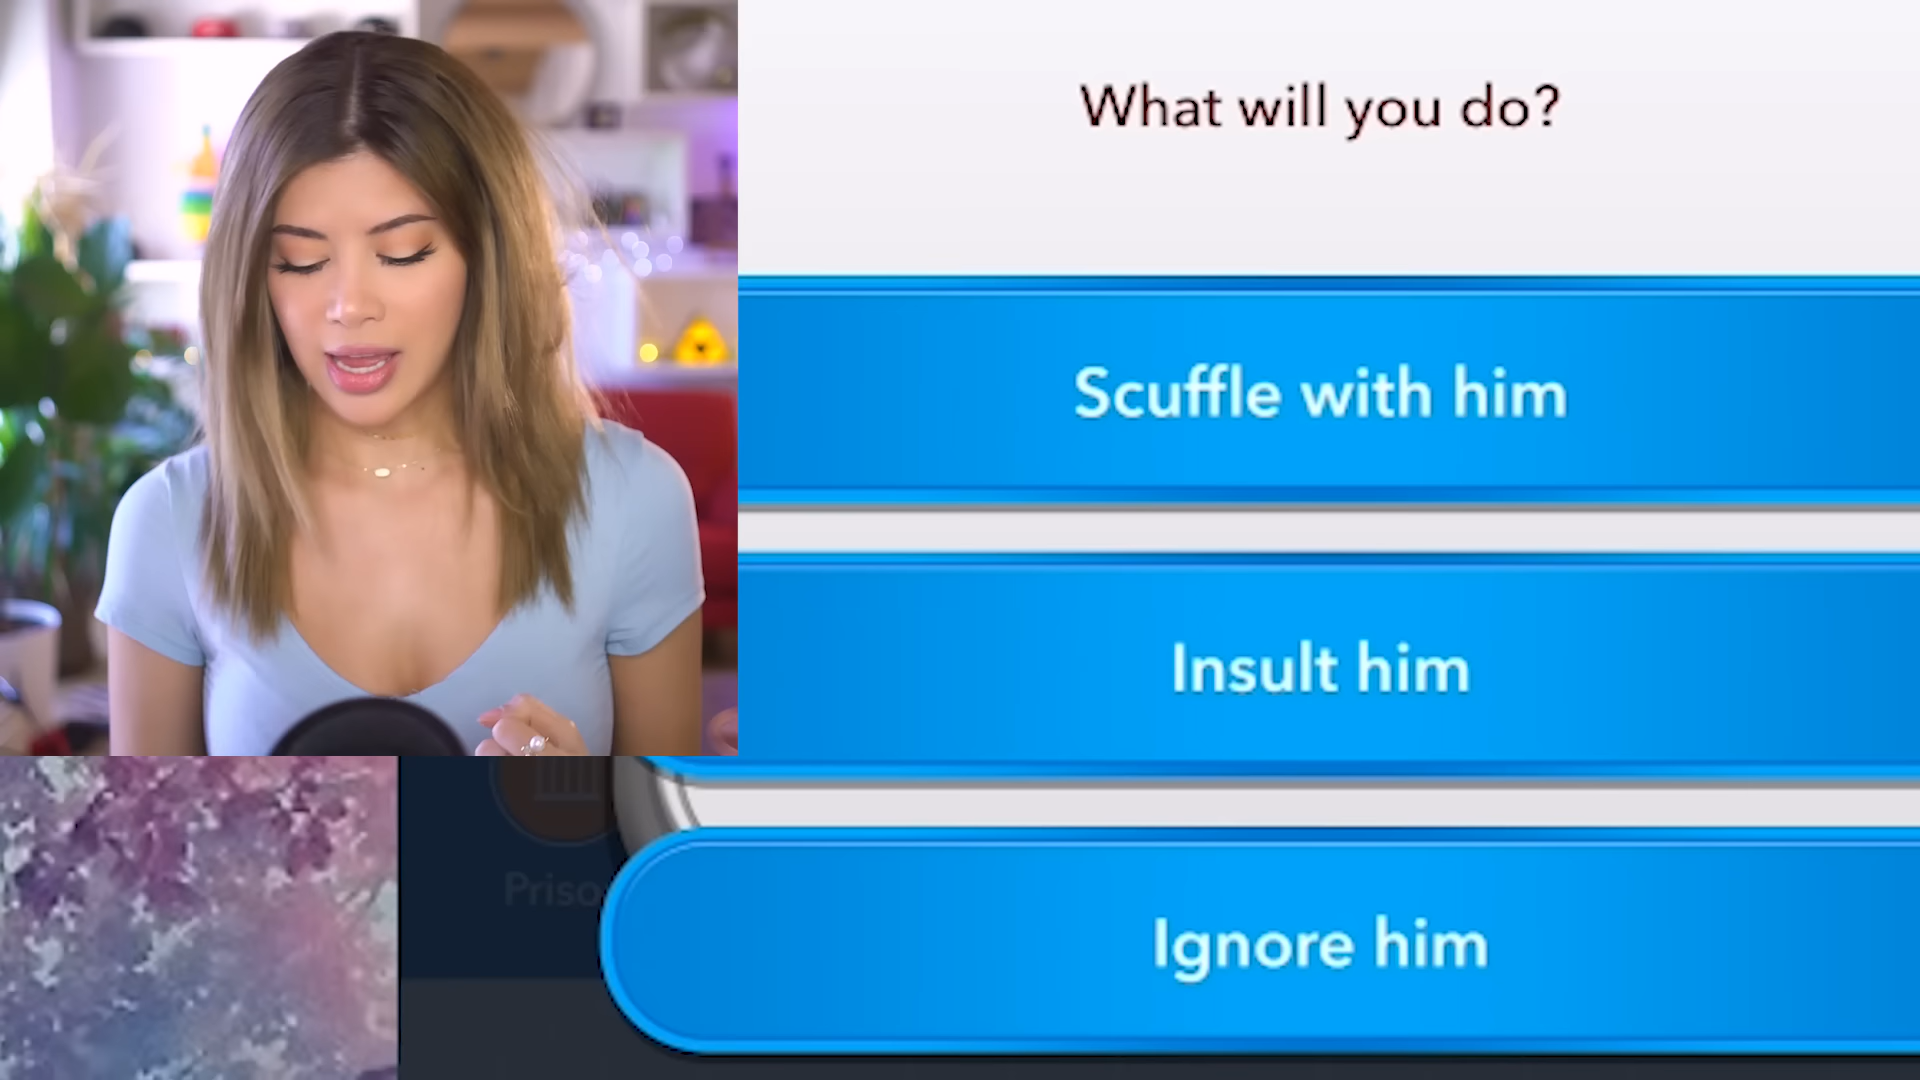 What will you do?
Scuffle with him
Insult him
Ignore him